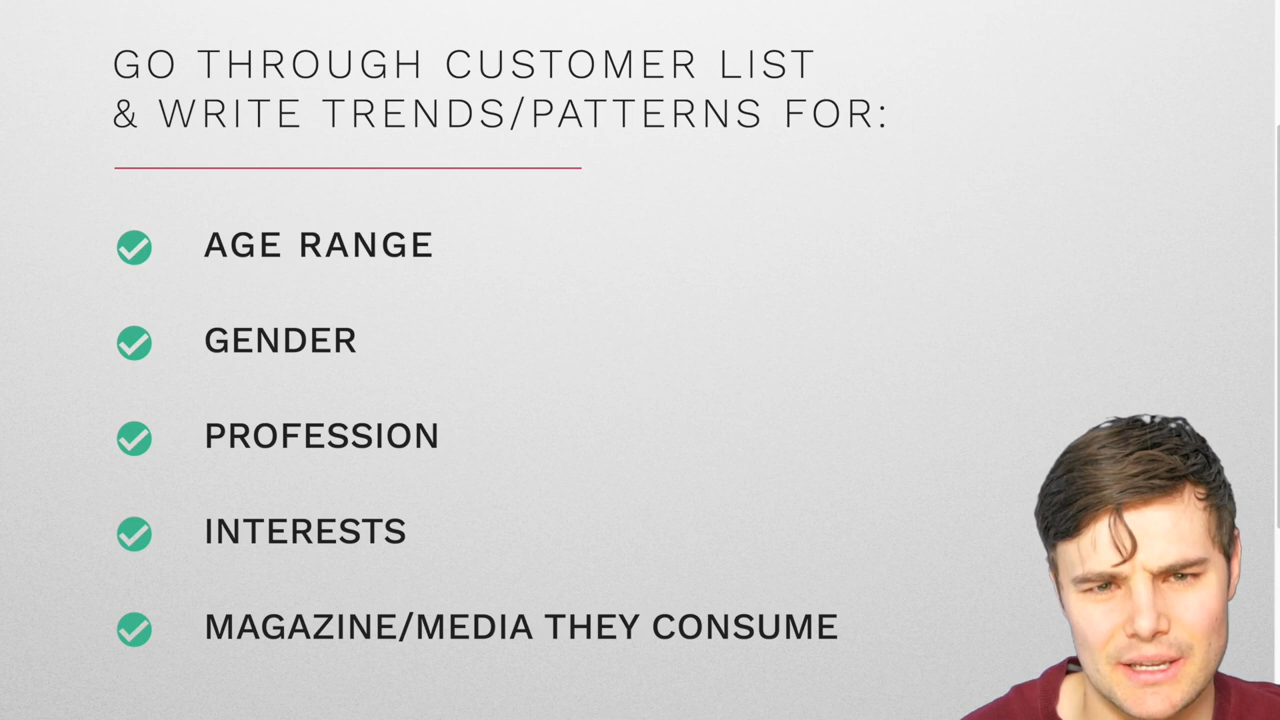 GO THROUGH CUSTOMER LIST
& WRITE TRENDS/PATTERNS FOR:
AGE RANGE
GENDER
PROFESSION
INTERESTS
MAGAZINE/MEDIA THEY CONSUME